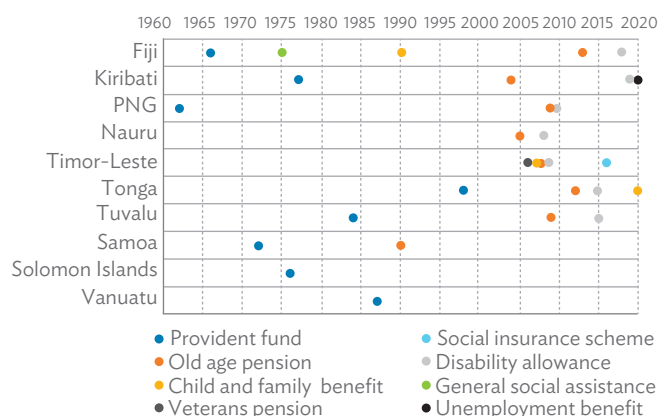 1960 1965 1970 1975 1980 1985 1990 1995 2000 2005 2010 2015 2020
Fiji
Kiribati
PNG
Nauru
Timor-Leste
Tonga
Tuvalu
Samoa
Solomon Islands
Vanuatu
Provident fund
Social insurance scheme
Old age pension
Disability allowance
Child and family benefit
General social assistance
Veterans pension
Unemployment benefit